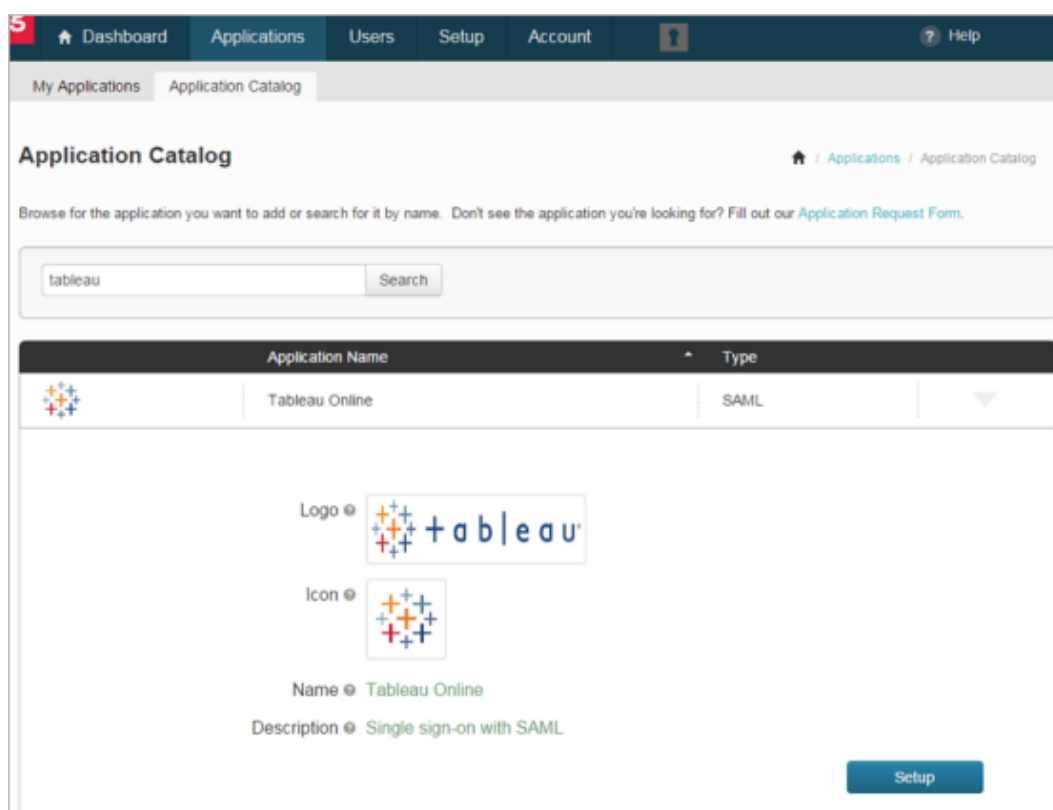 5 Dashboard Applications Users Setup Account ? Help
My Applications Application Catalog
Application Catalog / Applications / Application Catalog
Browse for the application you want to add or search for it by name. Don't see the application you're looking for? Fill out our Application Request Form.
tableau Search
Application Name Type
Tableau Online SAML
Logo ? tableau
Icon ?
Name ? Tableau Online
Description ? Single sign-on with SAML
Setup